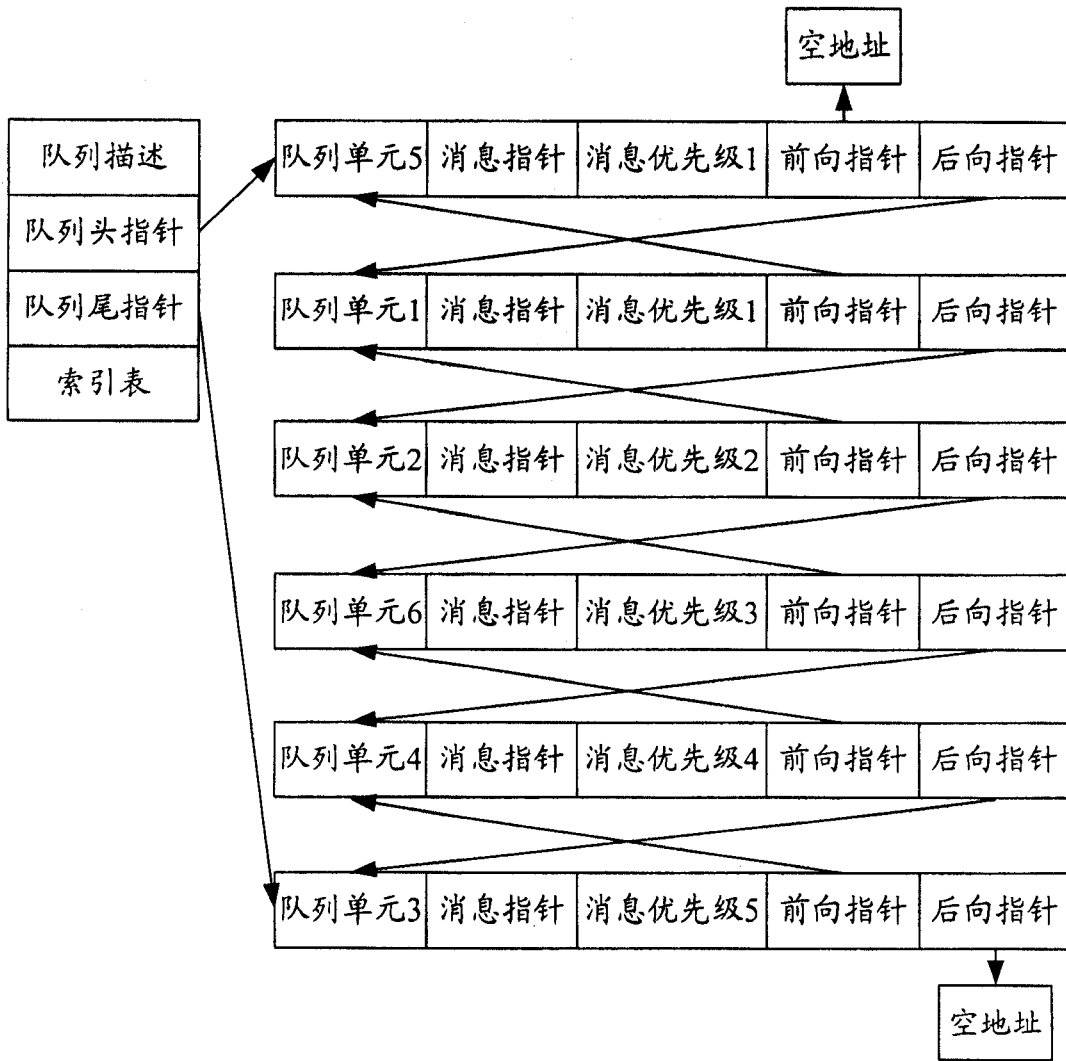 空地址
队列描述
队列头指针
队列尾指针
索引表
队列单元5 消息指针 消息优先级1 前向指针 后向指针
队列单元1 消息指针 消息优先级1 前向指针 后向指针
队列单元2 消息指针 消息优先级2 前向指针 后向指针
队列单元6 消息指针 消息优先级3 前向指针 后向指针
队列单元4 消息指针 消息优先级4 前向指针 后向指针
队列单元3 消息指针 消息优先级5 前向指针 后向指针
空地址